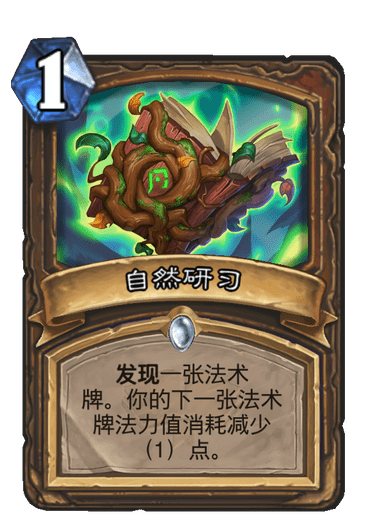 1
自然研习
发现一张法术
牌。你的下一张法术
牌法力值消耗减少
（1）点。